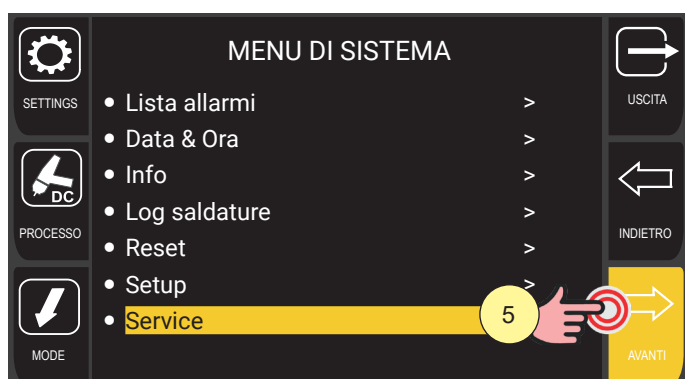 MENU DI SISTEMA
SETTINGS
DC
PROCESSO
MODE
Lista allarmi >
Data & Ora >
Info >
Log saldature >
Reset >
Setup >
Service
5
USCITA
INDIETRO
AVANTI